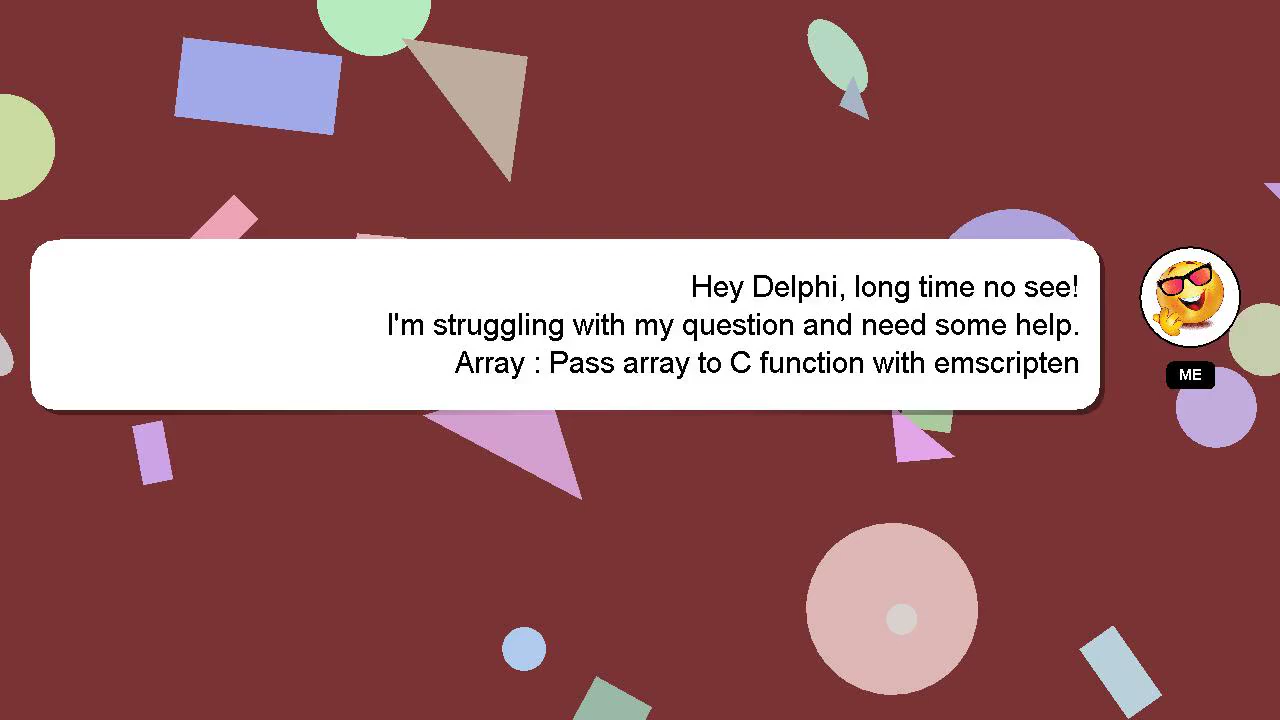 Hey Delphi, long time no see!
I'm struggling with my question and need some help.
Array : Pass array to C function with emscripten
ME